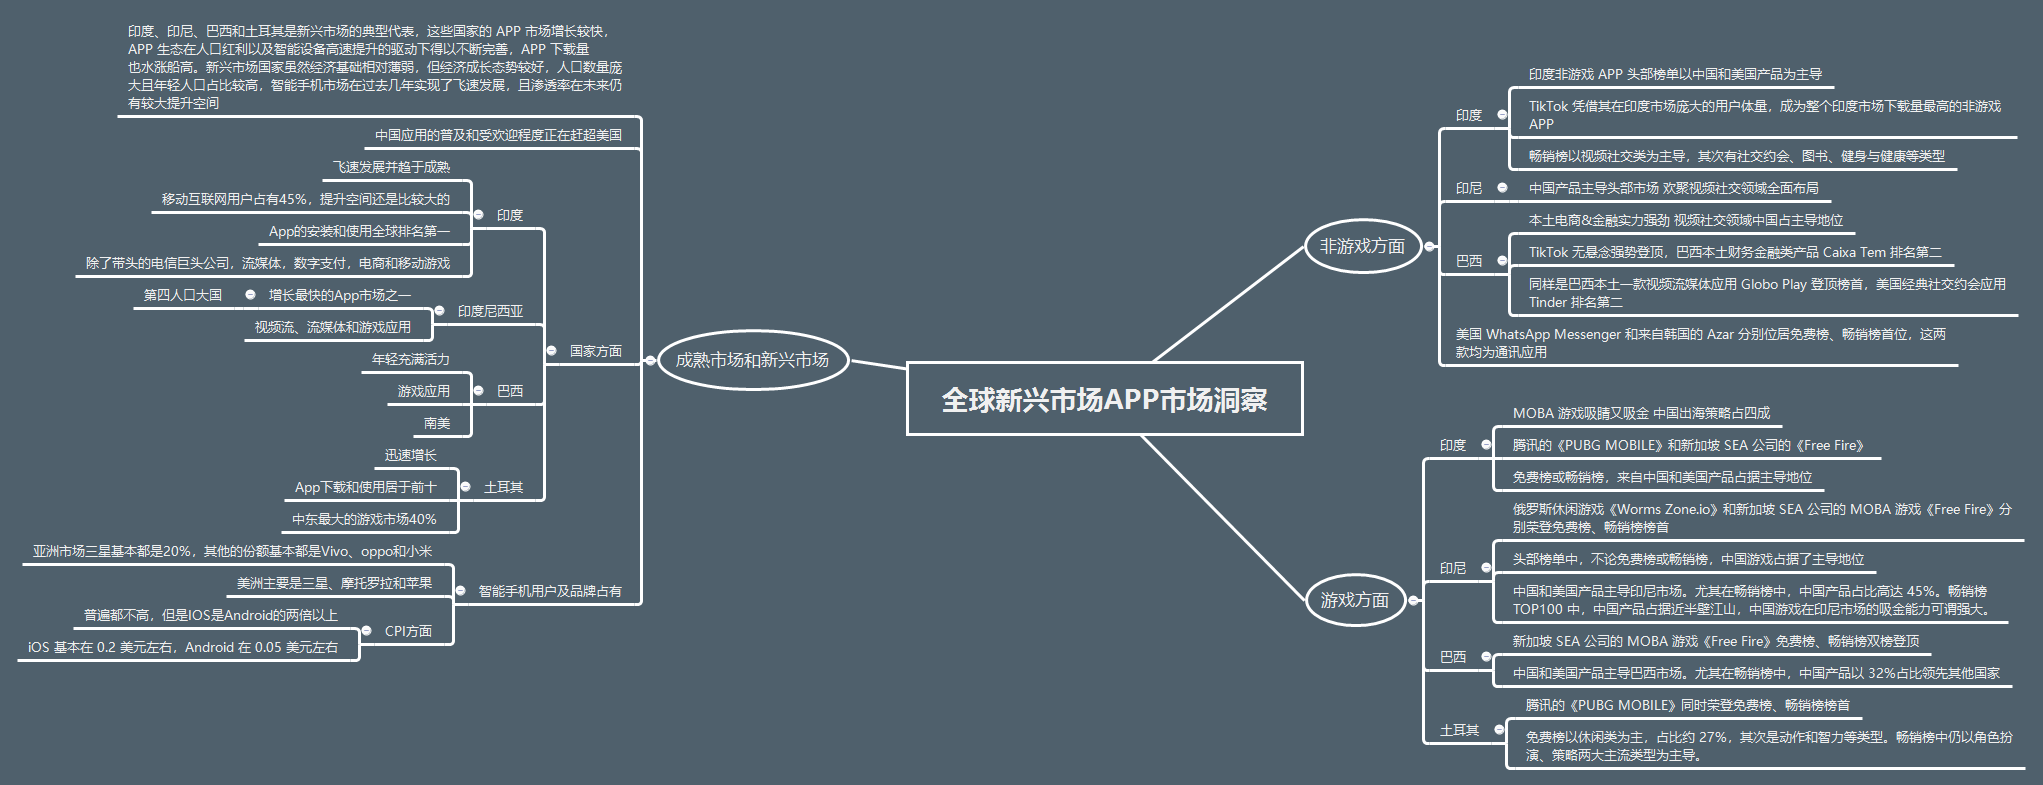 全球新兴市场APP市场洞察
成熟市场和新兴市场
印度、印尼、巴西和土耳其是新兴市场的典型代表，这些国家的 APP 市场增长较快，
APP 生态在人口红利以及智能设备高速提升的驱动下得以不断完善，APP 下载量
也水涨船高。新兴市场国家虽然经济基础相对薄弱，但经济成长态势较好，人口数量庞
大且年轻人口占比较高，智能手机市场在过去几年实现了飞速发展，且渗透率在未来仍
有较大提升空间
中国应用的普及和受欢迎程度正在赶超美国
国家方面
印度
飞速发展并趋于成熟
移动互联网用户占有45%，提升空间还是比较大的
App的安装和使用全球排名第一
除了带头的电信巨头公司，流媒体，数字支付，电商和移动游戏
印度尼西亚
增长最快的App市场之一
第四人口大国
视频流、流媒体和游戏应用
巴西
年轻充满活力
游戏应用
南美
土耳其
迅速增长
App下载和使用居于前十
中东最大的游戏市场40%
智能手机用户及品牌占有
亚洲市场三星基本都是20%，其他的份额基本都是Vivo、oppo和小米
美洲主要是三星、摩托罗拉和苹果
CPI方面
普遍都不高，但是IOS是Android的两倍以上
iOS 基本在 0.2 美元左右，Android 在 0.05 美元左右
非游戏方面
印度
印度非游戏 APP 头部榜单以中国和美国产品为主导
TikTok 凭借其在印度市场庞大的用户体量，成为整个印度市场下载量最高的非游戏
APP
畅销榜以视频社交类为主导，其次有社交约会、图书、健身与健康等类型
印尼
中国产品主导头部市场 欢聚视频社交领域全面布局
巴西
本土电商&金融实力强劲 视频社交领域中国占主导地位
TikTok 无悬念强势登顶，巴西本土财务金融类产品 Caixa Tem 排名第二
同样是巴西本土一款视频流媒体应用 Globo Play 登顶榜首，美国经典社交约会应用
Tinder 排名第二
美国 WhatsApp Messenger 和来自韩国的 Azar 分别位居免费榜、畅销榜首位，这两
款均为通讯应用
游戏方面
印度
MOBA 游戏吸睛又吸金 中国出海策略占四成
腾讯的《PUBG MOBILE》和新加坡 SEA 公司的《Free Fire》
免费榜或畅销榜，来自中国和美国产品占据主导地位
印尼
俄罗斯休闲游戏《Worms Zone.io》和新加坡 SEA 公司的 MOBA 游戏《Free Fire》分
别荣登免费榜、畅销榜榜首
头部榜单中，不论免费榜或畅销榜，中国游戏占据了主导地位
中国和美国产品主导印尼市场。尤其在畅销榜中，中国产品占比高达 45%。畅销榜
TOP100 中，中国产品占据近半壁江山，中国游戏在印尼市场的吸金能力可谓强大。
巴西
新加坡 SEA 公司的 MOBA 游戏《Free Fire》免费榜、畅销榜双榜登顶
中国和美国产品主导巴西市场。尤其在畅销榜中，中国产品以 32%占比领先其他国家
土耳其
腾讯的《PUBG MOBILE》同时荣登免费榜、畅销榜榜首
免费榜以休闲类为主，占比约 27%，其次是动作和智力等类型。畅销榜中仍以角色扮
演、策略两大主流类型为主导。